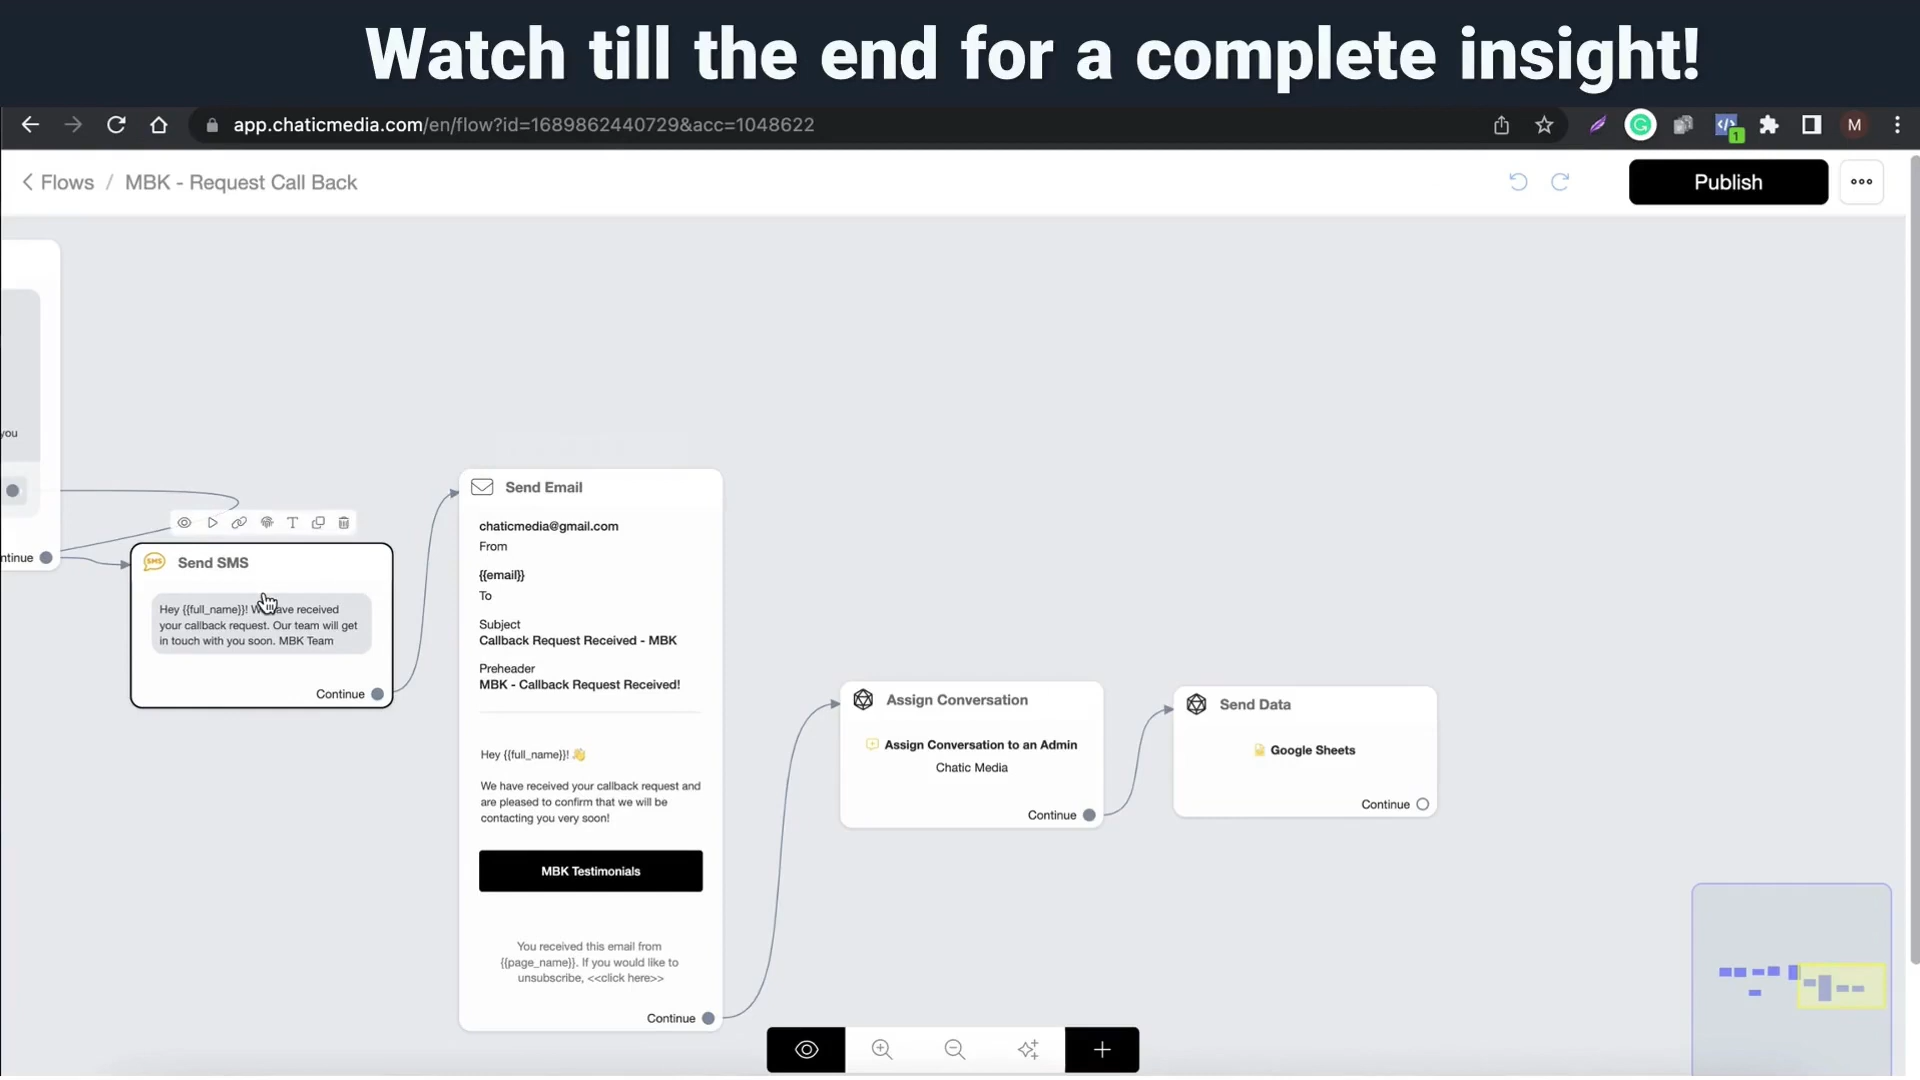 Watch till the end for a complete insight!
app.chaticmedia.com/en/flow?id=1689862440729&acc=1048622
1
M
Flows / MBK - Request Call Back
Publish
you
ntinue
Send SMS
Hey {{full_name}}! We have received
your callback request. Our team will get
in touch with you soon. MBK Team
Continue
Send Email
chaticmedia@gmail.com
From
{{email}}
To
Subject
Callback Request Received - MBK
Preheader
MBK - Callback Request Received!
Hey {{full_name}}! 👋
We have received your callback request and
are pleased to confirm that we will be
contacting you very soon!
MBK Testimonials
You received this email from
{{page_name}}. If you would like to
unsubscribe, <<click here>>
Continue
Assign Conversation
Assign Conversation to an Admin
Chatic Media
Continue
Send Data
Google Sheets
Continue